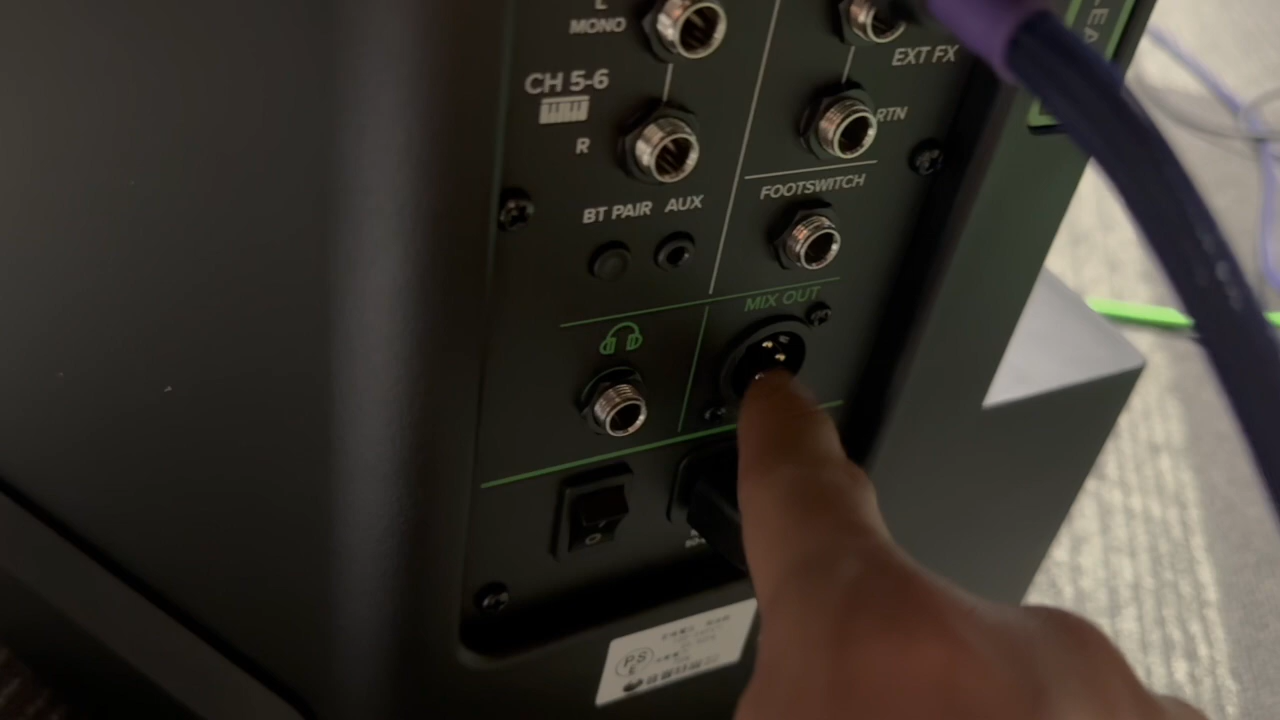 L
MONO
EXT FX
CH 5-6
RTN
R
FOOTSWITCH
BT PAIR AUX
MIX OUT
PS
E